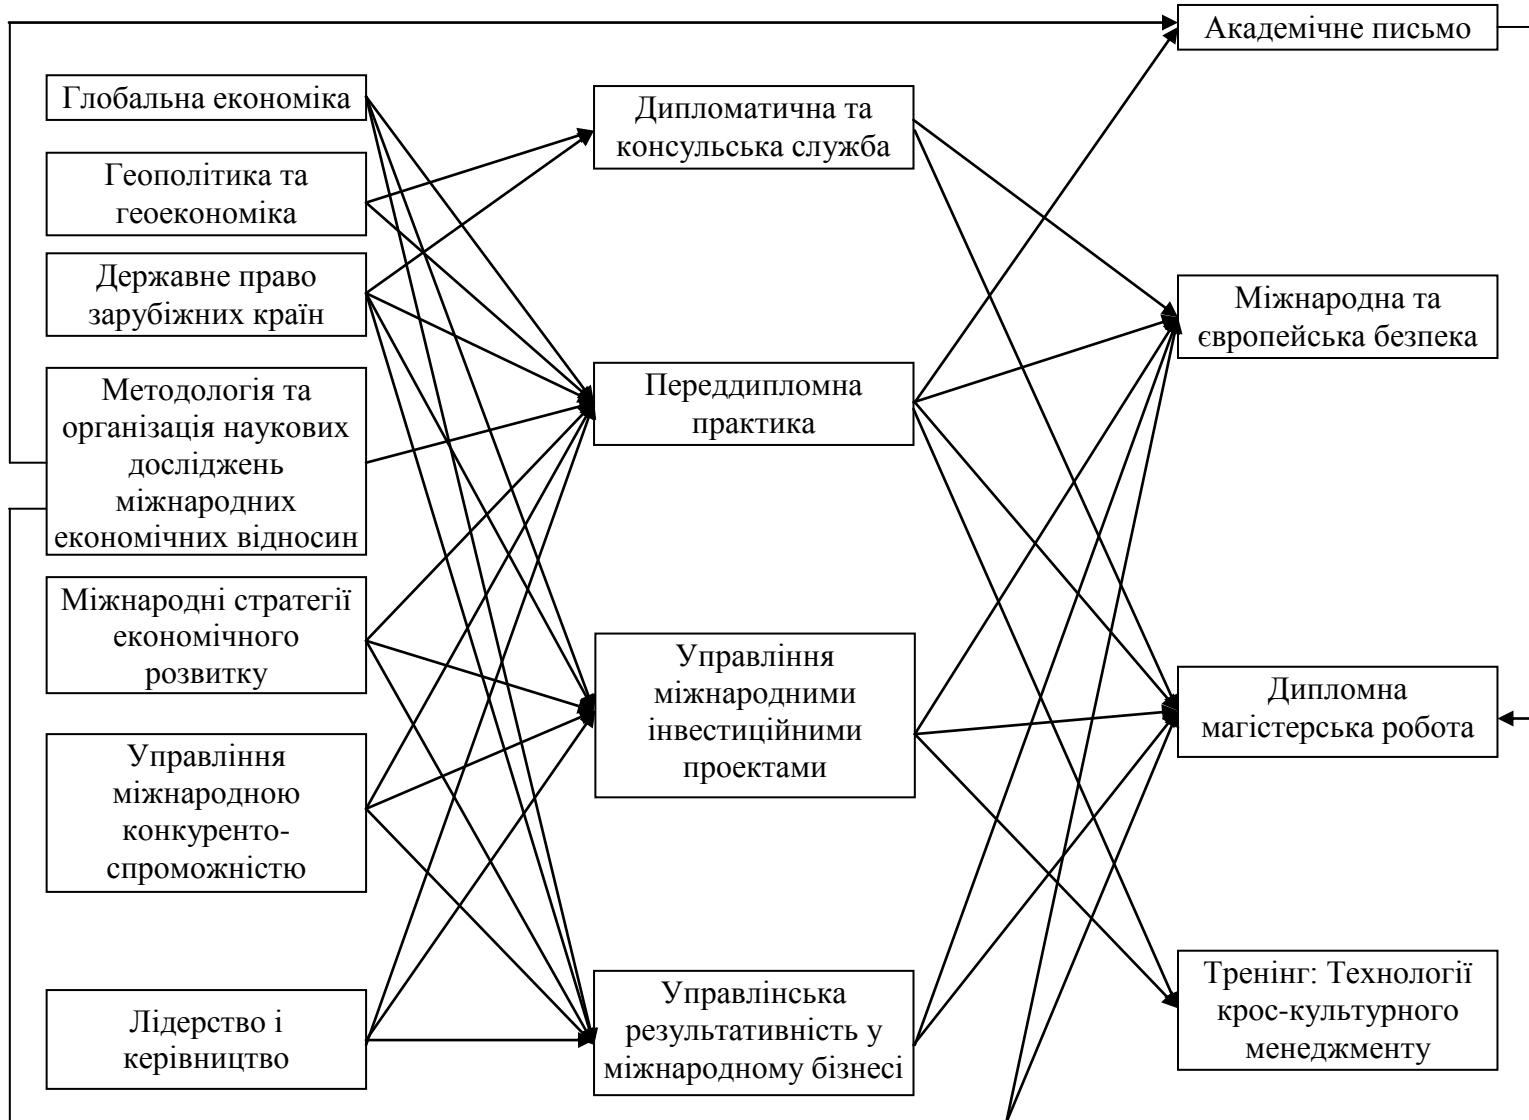 Академічне письмо
Глобальна економіка
Геополітика та
геоекономіка
Державне право
зарубіжних країн
Методологія та
організація наукових
досліджень
міжнародних
економічних відносин
Міжнародні стратегії
економічного
розвитку
Управління
міжнародною
конкуренто-
спроможністю
Лідерство і
керівництво
Дипломатична та
консульська служба
Переддипломна
практика
Управління
міжнародними
інвестиційними
проектами
Управлінська
результативність у
міжнародному бізнесі
Міжнародна та
європейська безпека
Дипломна
магістерська робота
Тренінг: Технології
крос-культурного
менеджменту